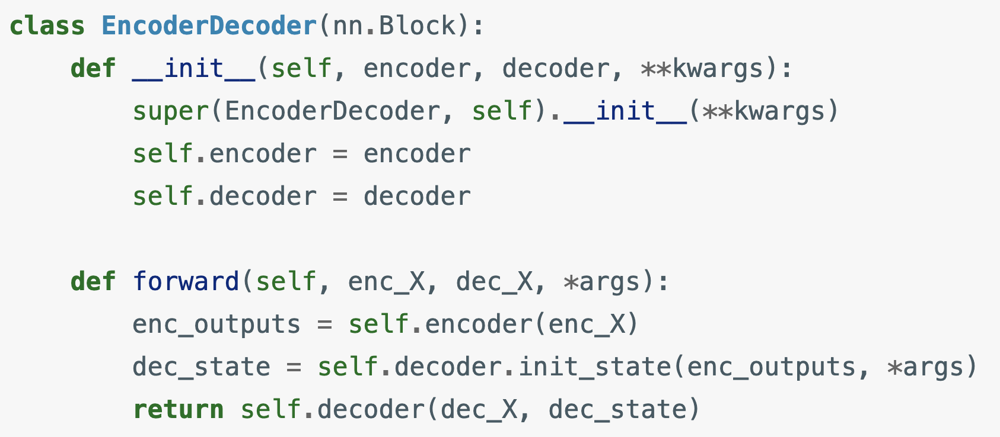 class EncoderDecoder(nn.Block):
    def __init__(self, encoder, decoder, **kwargs):
        super(EncoderDecoder, self).__init__(**kwargs)
        self.encoder = encoder
        self.decoder = decoder

    def forward(self, enc_X, dec_X, *args):
        enc_outputs = self.encoder(enc_X)
        dec_state = self.decoder.init_state(enc_outputs, *args)
        return self.decoder(dec_X, dec_state)